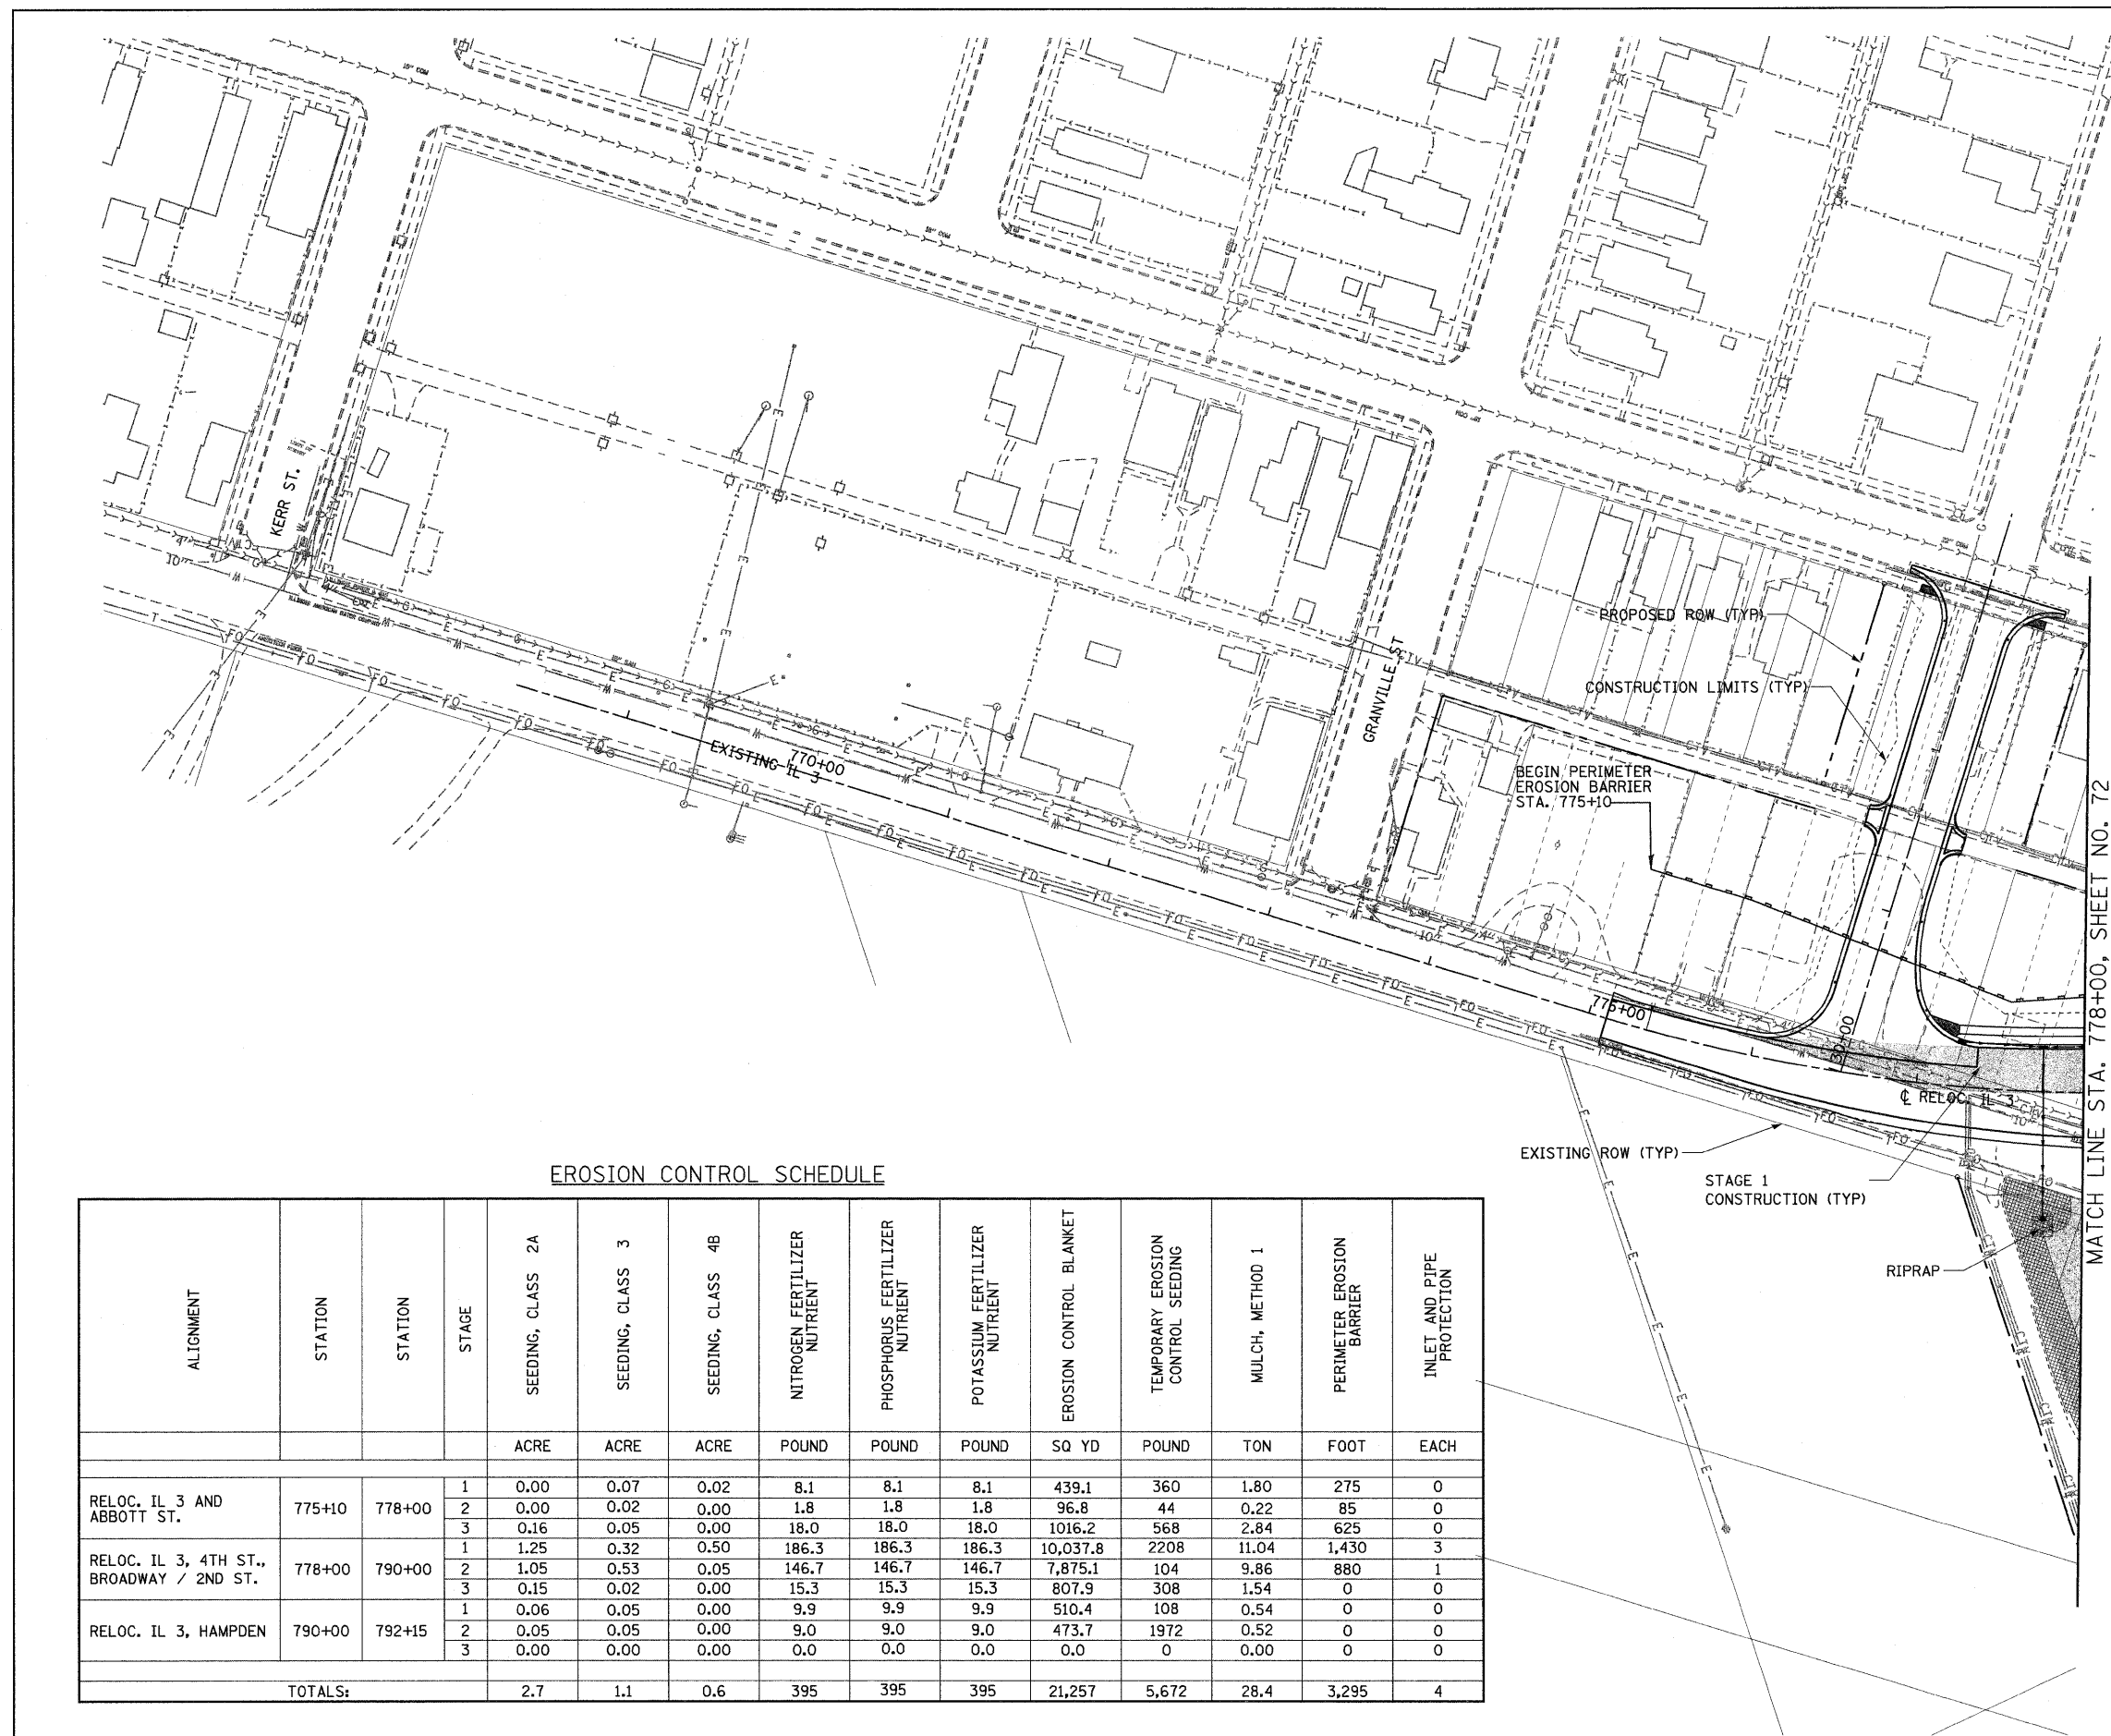 KERR ST.
GRANVILLE ST
PROPOSED ROW (TYP)
CONSTRUCTION LIMITS (TYP)
BEGIN PERIMETER
EROSION BARRIER
STA. 775+10
EXISTING IL 3
770+00
775+00
30+00
℄ RELOC. IL 3
EXISTING ROW (TYP)
STAGE 1
CONSTRUCTION (TYP)
RIPRAP
MATCH LINE STA. 778+00, SHEET NO. 72
EROSION CONTROL SCHEDULE
ALIGNMENT STATION STATION STAGE SEEDING, CLASS 2A SEEDING, CLASS 3 SEEDING, CLASS 4B NITROGEN FERTILIZER NUTRIENT PHOSPHORUS FERTILIZER NUTRIENT POTASSIUM FERTILIZER NUTRIENT EROSION CONTROL BLANKET TEMPORARY EROSION CONTROL SEEDING MULCH, METHOD 1 PERIMETER EROSION BARRIER INLET AND PIPE PROTECTION
ACRE ACRE ACRE POUND POUND POUND SQ YD POUND TON FOOT EACH
RELOC. IL 3 AND
ABBOTT ST.
775+10 778+00
1 0.00 0.07 0.02 8.1 8.1 8.1 439.1 360 1.80 275 0
2 0.00 0.02 0.00 1.8 1.8 1.8 96.8 44 0.22 85 0
3 0.16 0.05 0.00 18.0 18.0 18.0 1016.2 568 2.84 625 0
RELOC. IL 3, 4TH ST.,
BROADWAY / 2ND ST.
778+00 790+00
1 1.25 0.32 0.50 186.3 186.3 186.3 10,037.8 2208 11.04 1,430 3
2 1.05 0.53 0.05 146.7 146.7 146.7 7,875.1 104 9.86 880 1
3 0.15 0.02 0.00 15.3 15.3 15.3 807.9 308 1.54 0 0
RELOC. IL 3, HAMPDEN
790+00 792+15
1 0.06 0.05 0.00 9.9 9.9 9.9 510.4 108 0.54 0 0
2 0.05 0.05 0.00 9.0 9.0 9.0 473.7 1972 0.52 0 0
3 0.00 0.00 0.00 0.0 0.0 0.0 0.0 0 0.00 0 0
TOTALS: 2.7 1.1 0.6 395 395 395 21,257 5,672 28.4 3,295 4